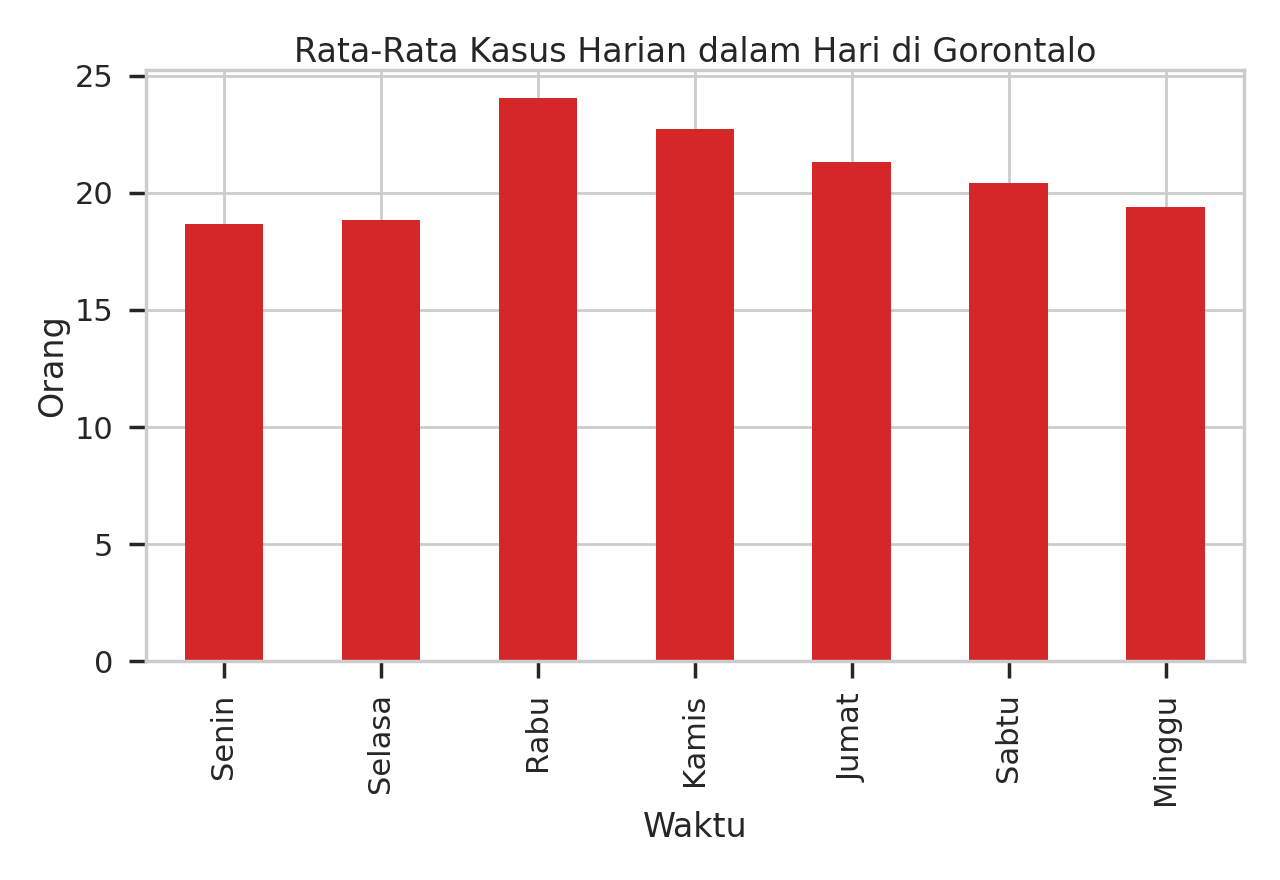 Rata-Rata Kasus Harian dalam Hari di Gorontalo
25
20
15
10
5
0
Orang
Senin
Selasa
Rabu
Kamis
Jumat
Sabtu
Minggu
Waktu